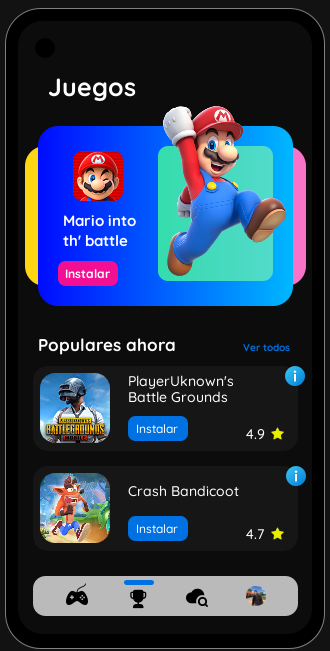 Juegos
Mario into
th' battle
Instalar
Populares ahora
Ver todos
PlayerUknown's
Battle Grounds
Instalar
4.9
BATTLEGROUNDS
Crash Bandicoot
Instalar
4.7